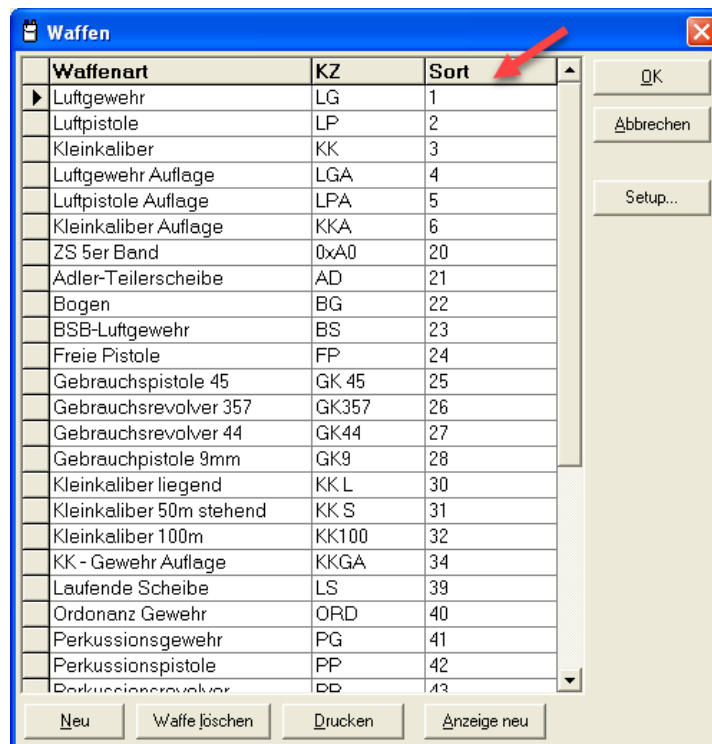 Waffen
Waffenart KZ Sort
Luftgewehr LG 1
Luftpistole LP 2
Kleinkaliber KK 3
Luftgewehr Auflage LGA 4
Luftpistole Auflage LPA 5
Kleinkaliber Auflage KKA 6
ZS 5er Band 0xA0 20
Adler-Teilerscheibe AD 21
Bogen BG 22
BSB-Luftgewehr BS 23
Freie Pistole FP 24
Gebrauchspistole 45 GK 45 25
Gebrauchsrevolver 357 GK357 26
Gebrauchsrevolver 44 GK44 27
Gebrauchpistole 9mm GK9 28
Kleinkaliber liegend KK L 30
Kleinkaliber 50m stehend KK S 31
Kleinkaliber 100m KK100 32
KK - Gewehr Auflage KKGA 34
Laufende Scheibe LS 39
Ordonanz Gewehr ORD 40
Perkussionsgewehr PG 41
Perkussionspistole PP 42
Perkussionsrevolver PR 43
OK
Abbrechen
Setup...
Neu Waffe löschen Drucken Anzeige neu